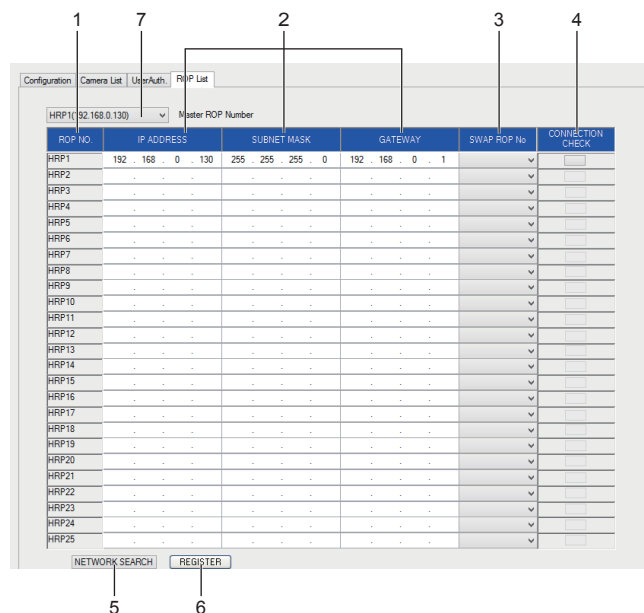 1 7 2 3 4
Configuration Camera List UserAuth. ROP List
HRP1(192.168.0.130) Master ROP Number
ROP NO. IP ADDRESS SUBNET MASK GATEWAY SWAP ROP No CONNECTION CHECK
HRP1 192 . 168 . 0 . 130 255 . 255 . 255 . 0 192 . 168 . 0 . 1
HRP2 . . . . . . . . .
HRP3 . . . . . . . . .
HRP4 . . . . . . . . .
HRP5 . . . . . . . . .
HRP6 . . . . . . . . .
HRP7 . . . . . . . . .
HRP8 . . . . . . . . .
HRP9 . . . . . . . . .
HRP10 . . . . . . . . .
HRP11 . . . . . . . . .
HRP12 . . . . . . . . .
HRP13 . . . . . . . . .
HRP14 . . . . . . . . .
HRP15 . . . . . . . . .
HRP16 . . . . . . . . .
HRP17 . . . . . . . . .
HRP18 . . . . . . . . .
HRP19 . . . . . . . . .
HRP20 . . . . . . . . .
HRP21 . . . . . . . . .
HRP22 . . . . . . . . .
HRP23 . . . . . . . . .
HRP24 . . . . . . . . .
HRP25 . . . . . . . . .
NETWORK SEARCH REGISTER
5 6